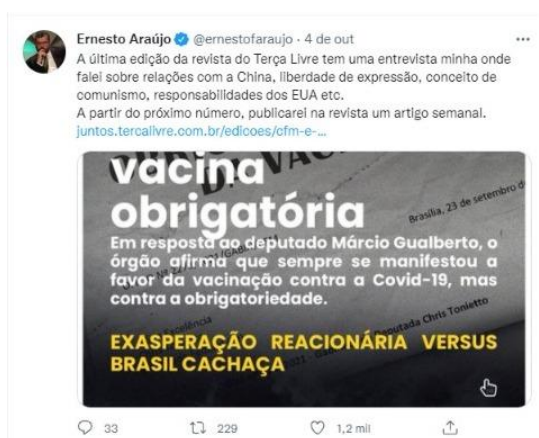 Ernesto Araújo @ernestofaraujo · 4 de out
A última edição da revista do Terça Livre tem uma entrevista minha onde
falei sobre relações com a China, liberdade de expressão, conceito de
comunismo, responsabilidades dos EUA etc.
A partir do próximo número, publicarei na revista um artigo semanal.
juntos.tercalivre.com.br/edicoes/cfm-e-...
vacina
obrigatória
Brasília, 23 de setembro d
Em resposta ao deputado Márcio Gualberto, o
órgão afirma que sempre se manifestou a
favor da vacinação contra a Covid-19, mas
contra a obrigatoriedade.
Deputada Chris Tonietto
EXASPERAÇÃO REACIONÁRIA VERSUS
BRASIL CACHAÇA
33 229 1,2 mil